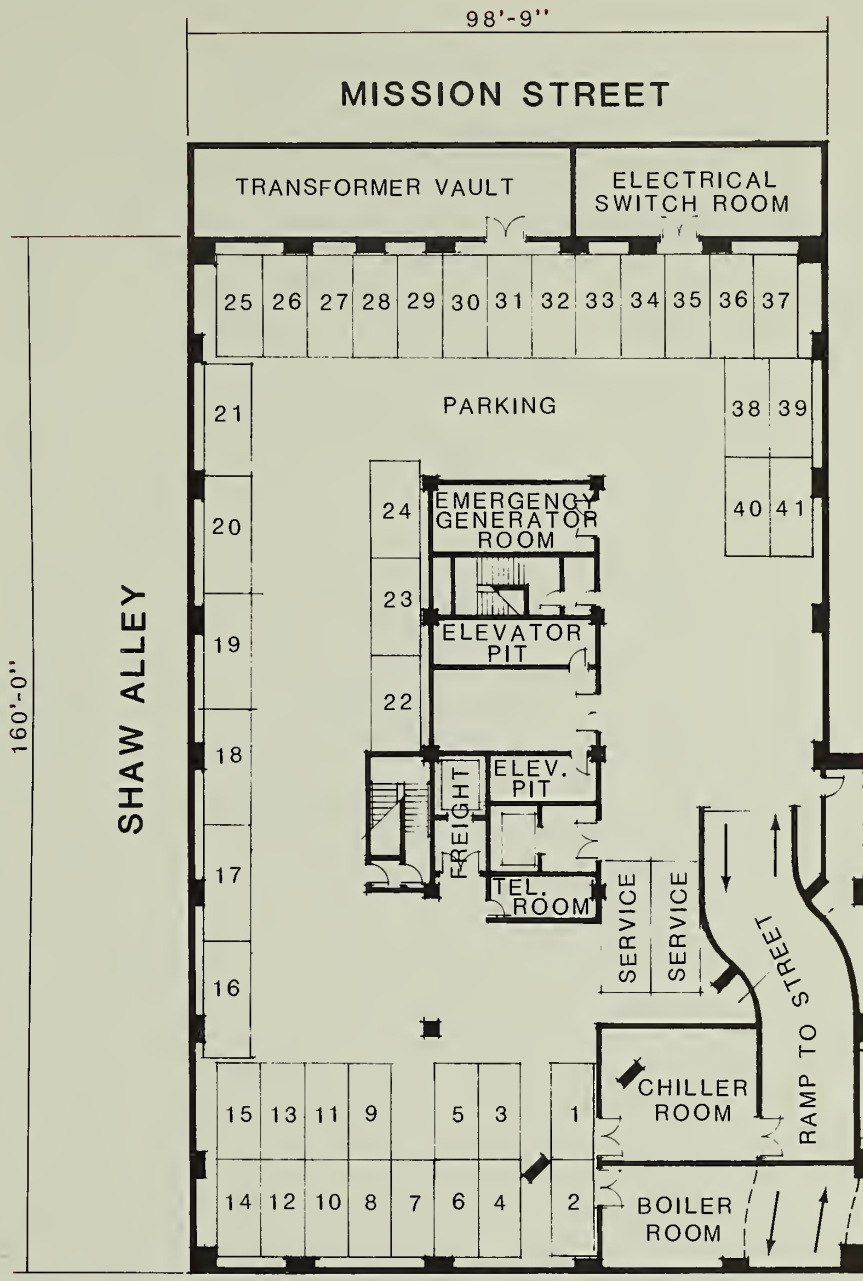 98'-9"
MISSION STREET
TRANSFORMER VAULT
ELECTRICAL
SWITCH ROOM
25 26 27 28 29 30 31 32 33 34 35 36 37
PARKING
21
38 39
24
EMERGENCY
GENERATOR
ROOM
20
40 41
23
19
ELEVATOR
PIT
22
160'-0"
SHAW ALLEY
18
ELEV.
PIT
FREIGHT
17
TEL.
ROOM
SERVICE
SERVICE
RAMP TO STREET
16
CHILLER
ROOM
15 13 11 9 5 3 1
14 12 10 8 7 6 4 2
BOILER
ROOM